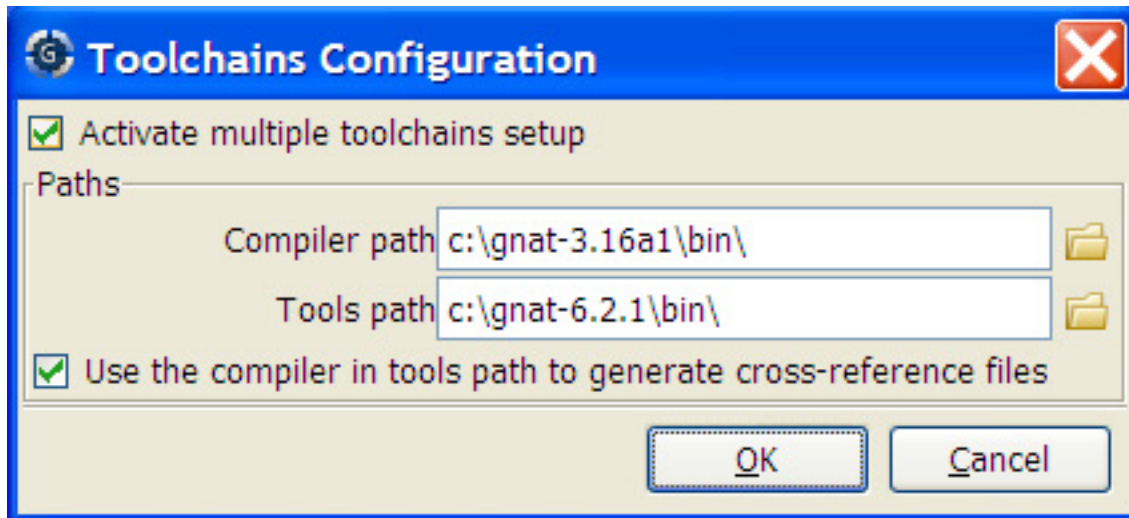 Toolchains Configuration
Activate multiple toolchains setup
Paths
Compiler path c:\gnat-3.16a1\bin\
Tools path c:\gnat-6.2.1\bin\
Use the compiler in tools path to generate cross-reference files
OK Cancel